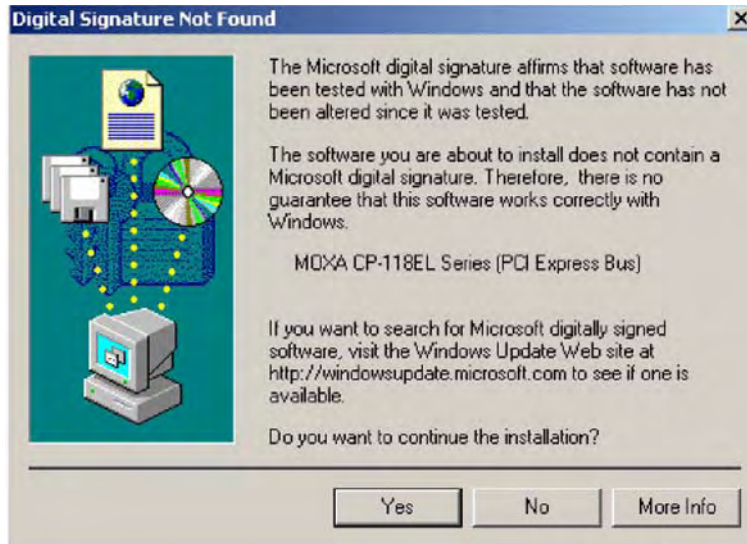 Digital Signature Not Found
The Microsoft digital signature affirms that software has
been tested with Windows and that the software has not
been altered since it was tested.
The software you are about to install does not contain a
Microsoft digital signature. Therefore, there is no
guarantee that this software works correctly with
Windows.
MOXA CP-118EL Series (PCI Express Bus)
If you want to search for Microsoft digitally signed
software, visit the Windows Update Web site at
http://windowsupdate.microsoft.com to see if one is
available.
Do you want to continue the installation?
Yes No More Info